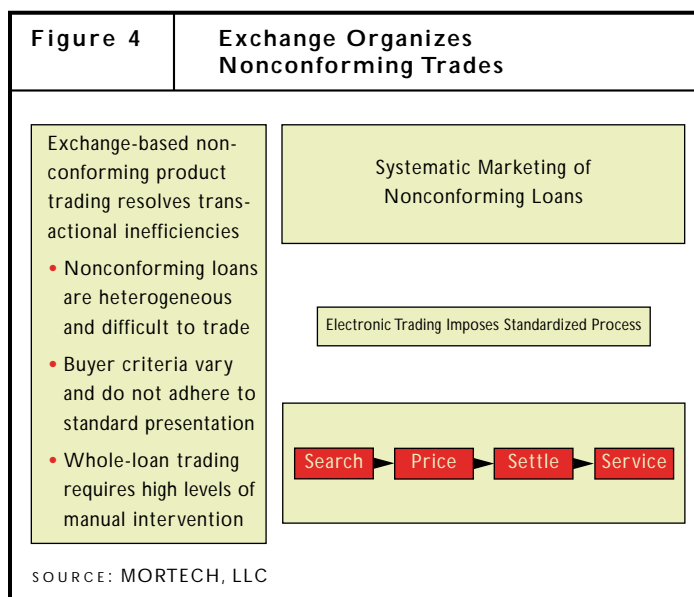 Figure 4
Exchange Organizes
Nonconforming Trades
Exchange-based non-
conforming product
trading resolves trans-
actional inefficiencies
• Nonconforming loans
are heterogeneous
and difficult to trade
• Buyer criteria vary
and do not adhere to
standard presentation
• Whole-loan trading
requires high levels of
manual intervention
Systematic Marketing of
Nonconforming Loans
Electronic Trading Imposes Standardized Process
Search Price Settle Service
SOURCE: MORTECH, LLC